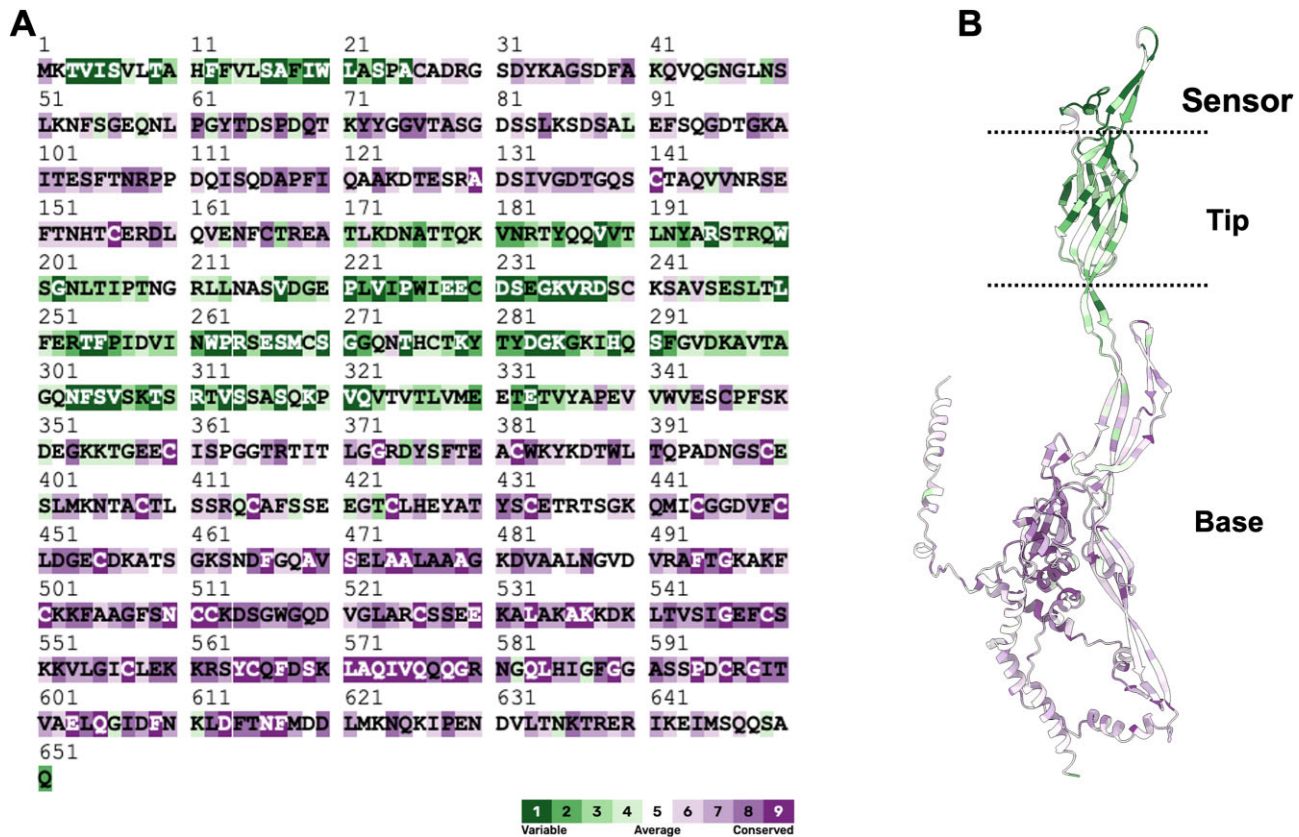 A
B
1 11 21 31 41
MKTVISVLTA HFFVLSAFIW LASPACADRG SDYKAGSDFA KQVQGNGLNS
51 61 71 81 91
LKNFSGEQNL PGYTDSPDQT KYYGGVTASG DSSLKSDSAL EFSQGDTGKA
101 111 121 131 141
ITESFTNRPP DQISQDAPFI QAAKDTESRA DSIVGDTGQS CTAQVVNRSE
151 161 171 181 191
FTNHTCERDL QVENFCTREA TLKDNATTQK VNRTYQQVVT LNYARSTRQW
201 211 221 231 241
SGNLTIPTNG RLLNASVDGE PLVIPWIEEC DSEGKVRDSC KSAVSESLTL
251 261 271 281 291
FERTFPIDVI NWPRSESMCS GGQNTHCTKY TYDGKGKIHQ SFGVDKAVTA
301 311 321 331 341
GQNFSVSKTS RTVSSASQKP VQVTVTLVME ETETVYAPEV VWVESCPFSK
351 361 371 381 391
DEGKKTGEEC ISPGGTRTIT LGGRDYSFTE ACWKYKDTWL TQPADNGSCE
401 411 421 431 441
SLMKNTACTL SSRQCAFSSE EGTCLHEYAT YSCETRTSGK QMICGGDVFC
451 461 471 481 491
LDGECDKATS GKSNDFGQAV SELAALAAAG KDVAALNGVD VRAFTGKAKF
501 511 521 531 541
CKKFAAGFSN CCKDSGWGQD VGLARCSSEE KALAKAKKDK LTVSIGEFCS
551 561 571 581 591
KKVLGICLEK KRSYCQFDSK LAQIVQQQGR NGQLHIGFGG ASSPDCRGIT
601 611 621 631 641
VAELQGIDFN KLDFTNFMDD LMKNQKIPEN DVLTNKTRER IKEIMSQQSA
651
Q
1 2 3 4 5 6 7 8 9
Variable Average Conserved
Sensor
Tip
Base